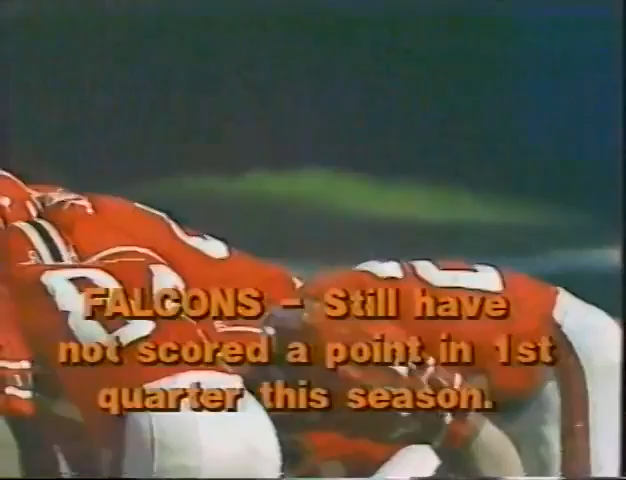 FALCONS - Still have
not scored a point in 1st
quarter this season.